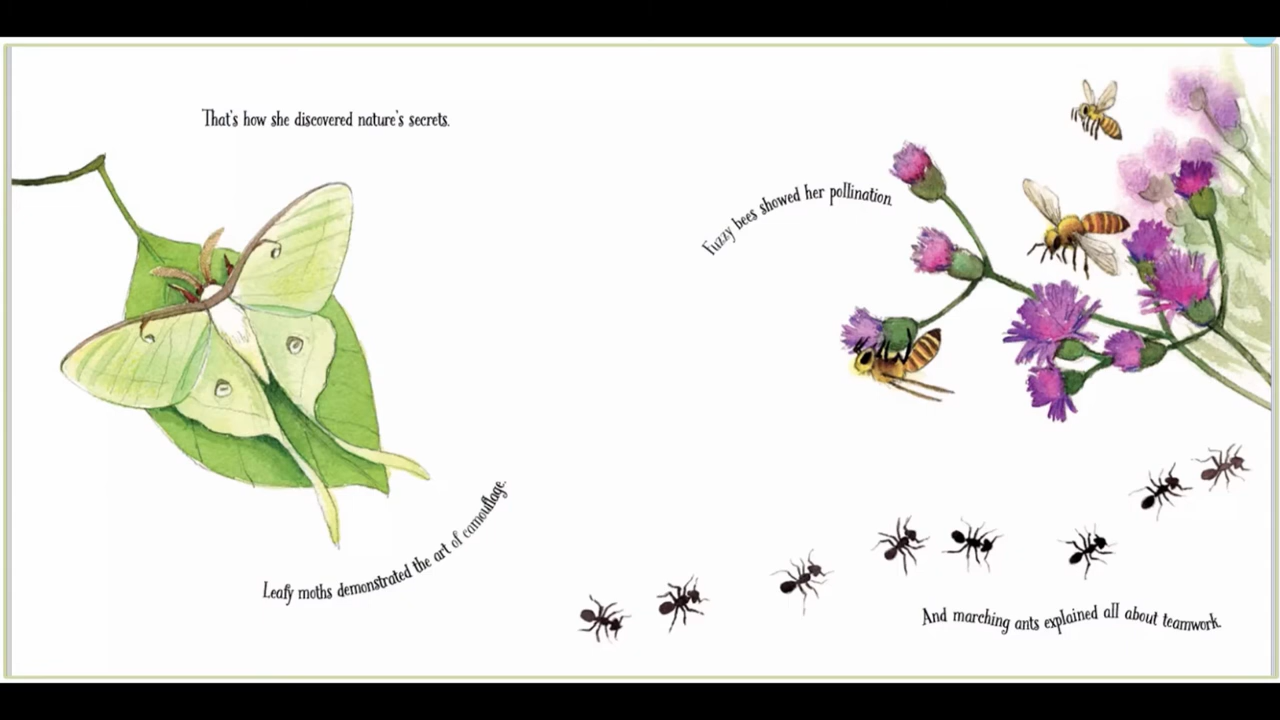 That's how she discovered nature's secrets.
Leafy moths demonstrated the art of camouflage.
Fuzzy bees showed her pollination.
And marching ants explained all about teamwork.